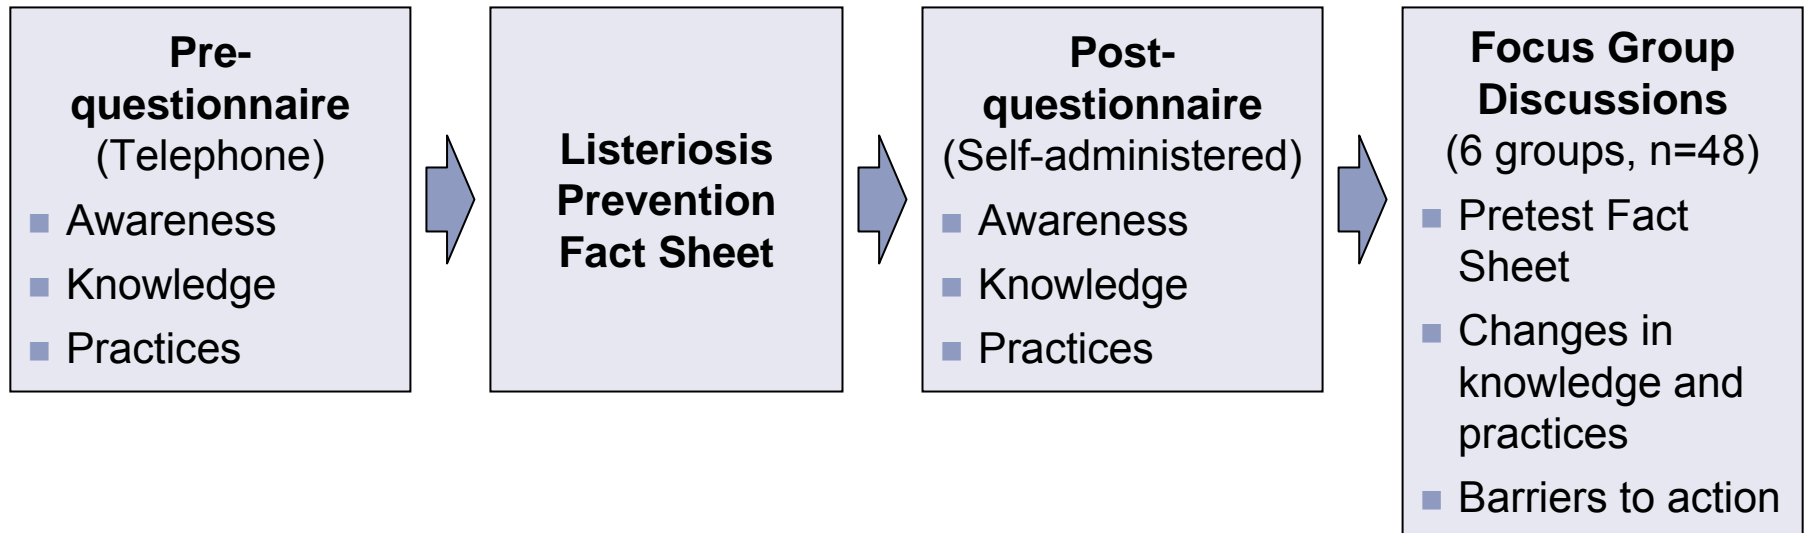 Pre-
questionnaire
(Telephone)
Awareness
Knowledge
Practices
Listeriosis
Prevention
Fact Sheet
Post-
questionnaire
(Self-administered)
Awareness
Knowledge
Practices
Focus Group
Discussions
(6 groups, n=48)
Pretest Fact
Sheet
Changes in
knowledge and
practices
Barriers to action